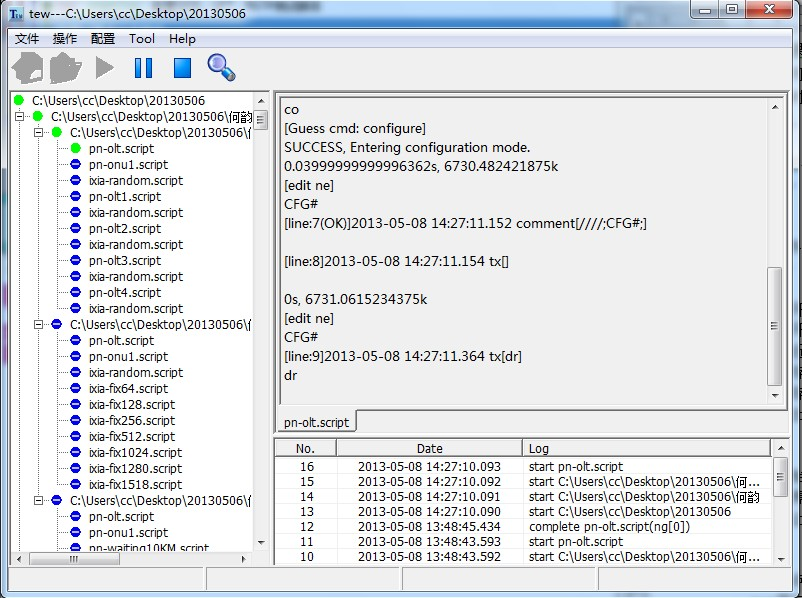 tew---C:\Users\cc\Desktop\20130506
文件 操作 配置 Tool Help
C:\Users\cc\Desktop\20130506
C:\Users\cc\Desktop\20130506\何韵
C:\Users\cc\Desktop\20130506\
pn-olt.script
pn-onu1.script
ixia-random.script
pn-olt1.script
ixia-random.script
pn-olt2.script
ixia-random.script
pn-olt3.script
ixia-random.script
pn-olt4.script
ixia-random.script
C:\Users\cc\Desktop\20130506\
pn-olt.script
pn-onu1.script
ixia-random.script
ixia-fix64.script
ixia-fix128.script
ixia-fix256.script
ixia-fix512.script
ixia-fix1024.script
ixia-fix1280.script
ixia-fix1518.script
C:\Users\cc\Desktop\20130506\
pn-olt.script
pn-onu1.script
pn-waiting10KM.script
co
[Guess cmd: configure]
SUCCESS, Entering configuration mode.
0.03999999999996362s, 6730.482421875k
[edit ne]
CFG#
[line:7(OK)]2013-05-08 14:27:11.152 comment[////;CFG#;]
[line:8]2013-05-08 14:27:11.154 tx[]
0s, 6731.0615234375k
[edit ne]
CFG#
[line:9]2013-05-08 14:27:11.364 tx[dr]
dr
pn-olt.script
No. Date Log
16 2013-05-08 14:27:10.093 start pn-olt.script
15 2013-05-08 14:27:10.092 start C:\Users\cc\Desktop\20130506\何...
14 2013-05-08 14:27:10.091 start C:\Users\cc\Desktop\20130506\何韵
13 2013-05-08 14:27:10.090 start C:\Users\cc\Desktop\20130506
12 2013-05-08 13:48:45.434 complete pn-olt.script(ng[0])
11 2013-05-08 13:48:43.593 start pn-olt.script
10 2013-05-08 13:48:43.592 start C:\Users\cc\Desktop\20130506\何...